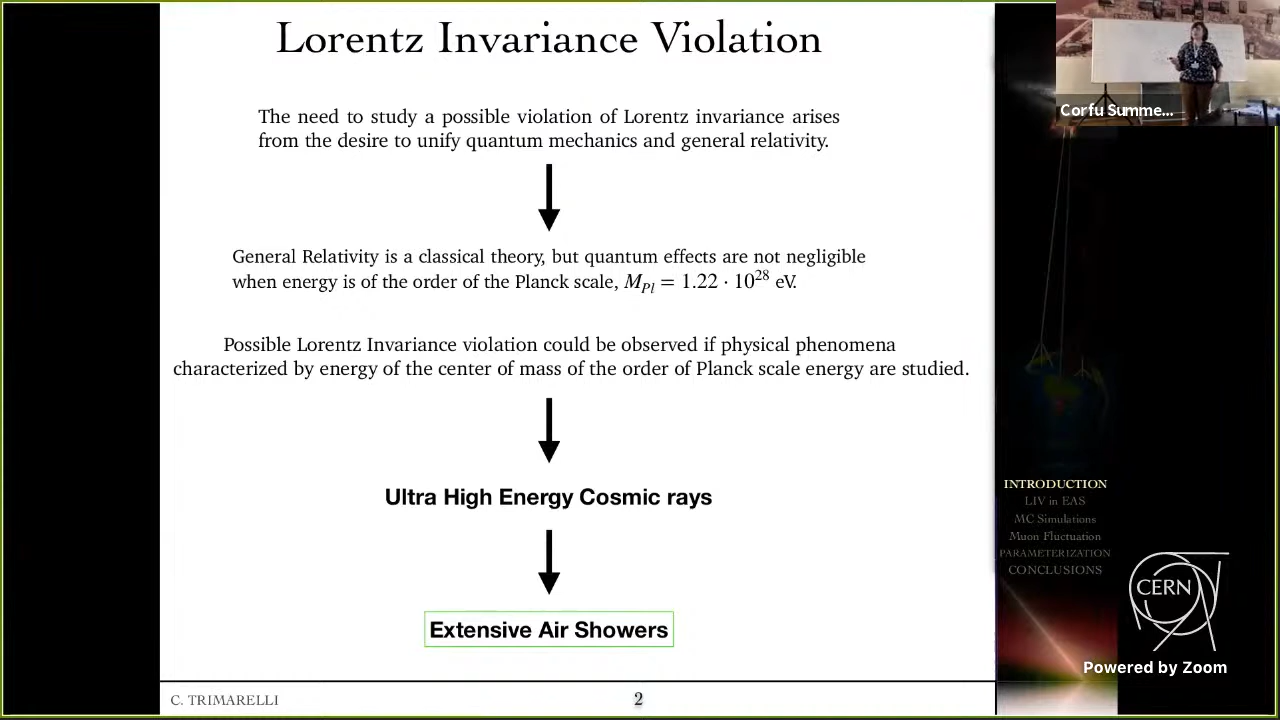 Lorentz Invariance Violation
The need to study a possible violation of Lorentz invariance arises
from the desire to unify quantum mechanics and general relativity.
General Relativity is a classical theory, but quantum effects are not negligible
when energy is of the order of the Planck scale, M_{Pl} = 1.22 · 10^{28} eV.
Possible Lorentz Invariance violation could be observed if physical phenomena
characterized by energy of the center of mass of the order of Planck scale energy are studied.
Ultra High Energy Cosmic rays
Extensive Air Showers
C. TRIMARELLI
2
Corfu Summe...
INTRODUCTION
LIV in EAS
MC Simulations
Muon Fluctuation
PARAMETERIZATION
CONCLUSIONS
CERN
Powered by Zoom